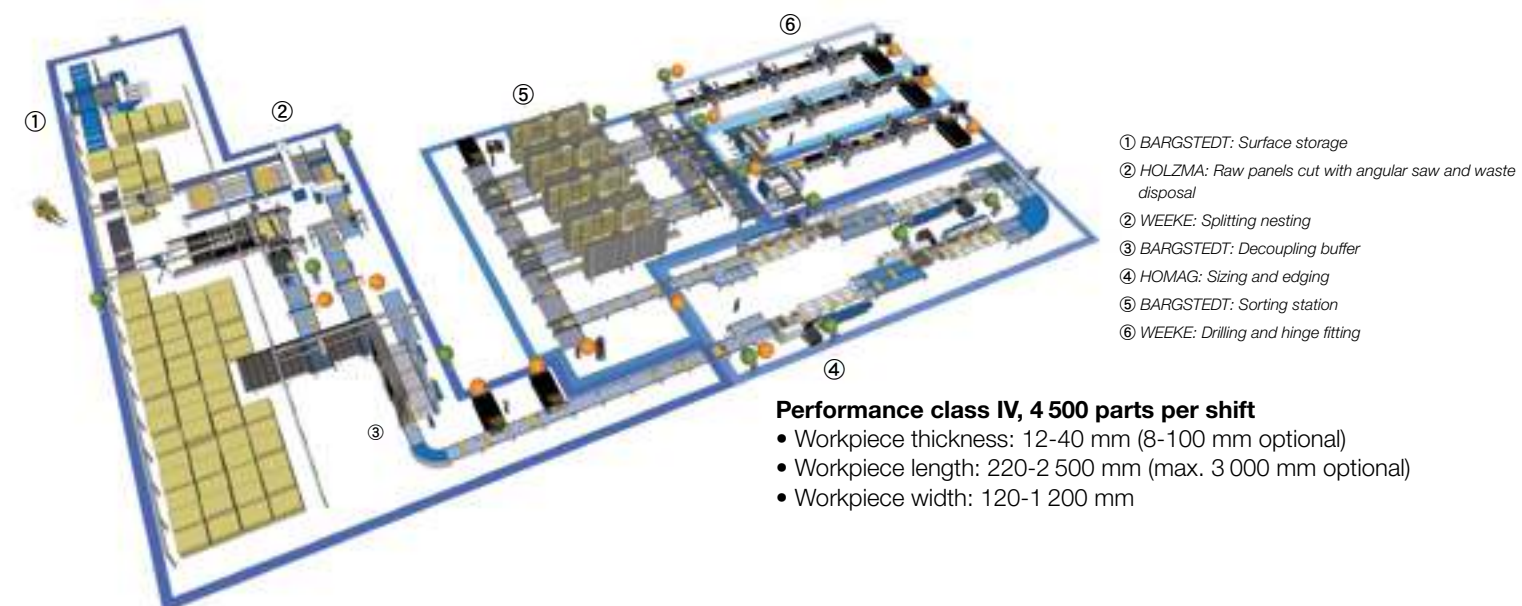 ⑥
⑤
②
①
① BARGSTEDT: Surface storage
② HOLZMA: Raw panels cut with angular saw and waste
disposal
② WEEKE: Splitting nesting
③ BARGSTEDT: Decoupling buffer
④ HOMAG: Sizing and edging
⑤ BARGSTEDT: Sorting station
⑥ WEEKE: Drilling and hinge fitting
④
③
Performance class IV, 4 500 parts per shift
• Workpiece thickness: 12-40 mm (8-100 mm optional)
• Workpiece length: 220-2 500 mm (max. 3 000 mm optional)
• Workpiece width: 120-1 200 mm